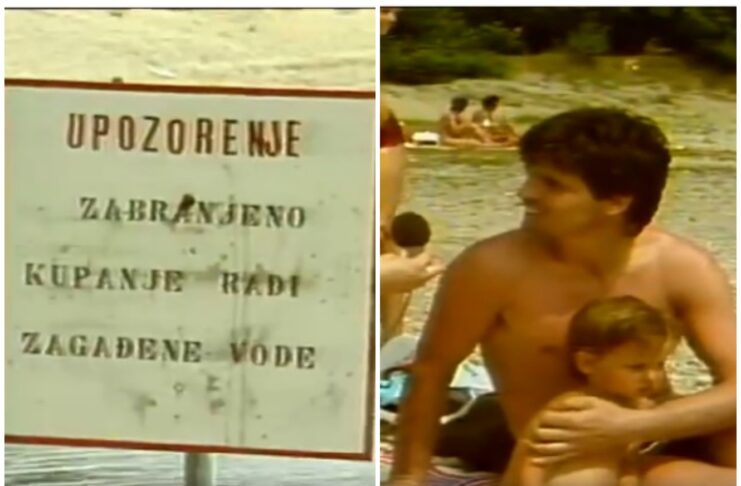 UPOZORENJE
ZABRANJENO
KUPANJE RADI
ZAGAĐENE VODE